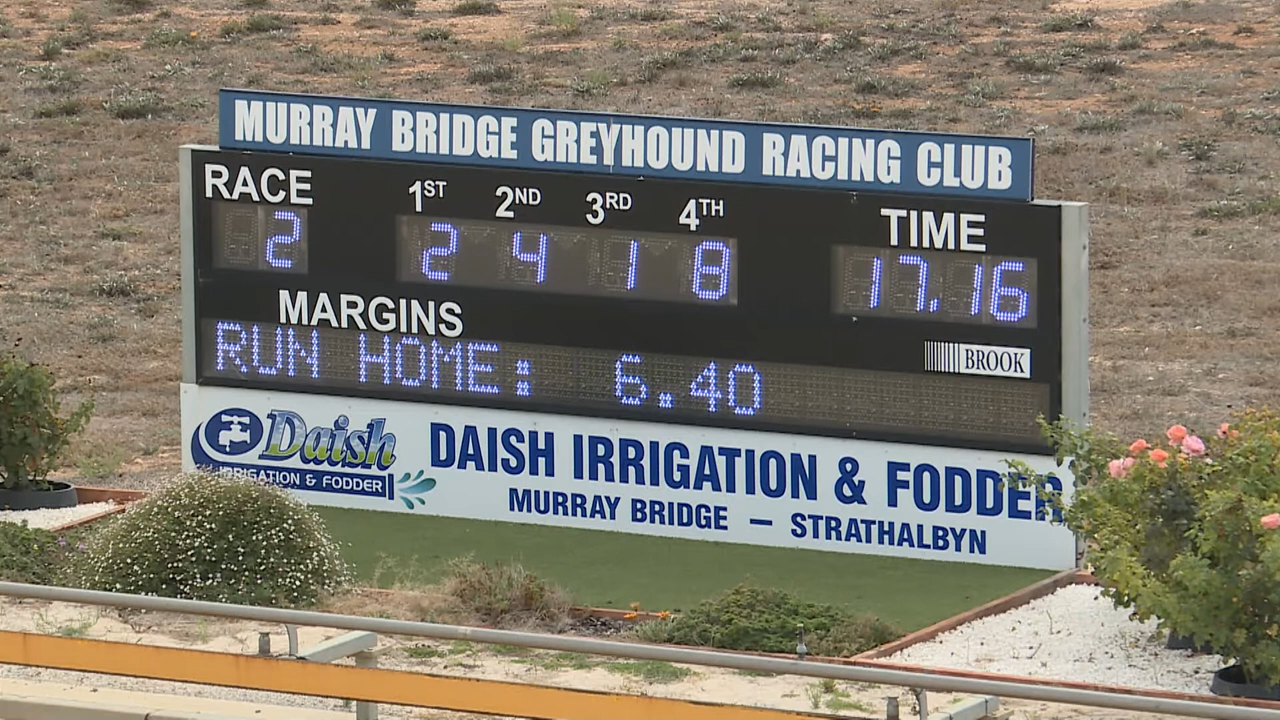 MURRAY BRIDGE GREYHOUND RACING CLUB
RACE 1ST 2ND 3RD 4TH TIME
2 2 4 1 8 17.16
MARGINS
RUN HOME: 6.40
BROOK
Daish
IRRIGATION & FODDER
DAISH IRRIGATION & FODDER
MURRAY BRIDGE – STRATHALBYN